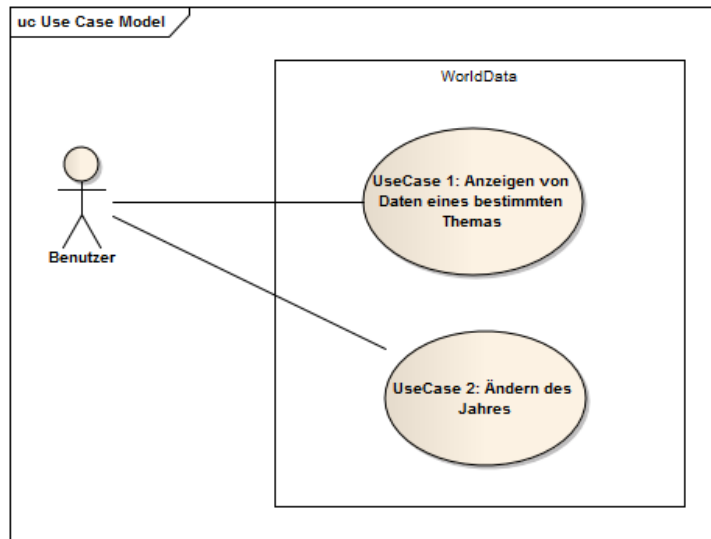 uc Use Case Model
WorldData
UseCase 1: Anzeigen von
Daten eines bestimmten
Themas
Benutzer
UseCase 2: Ändern des
Jahres